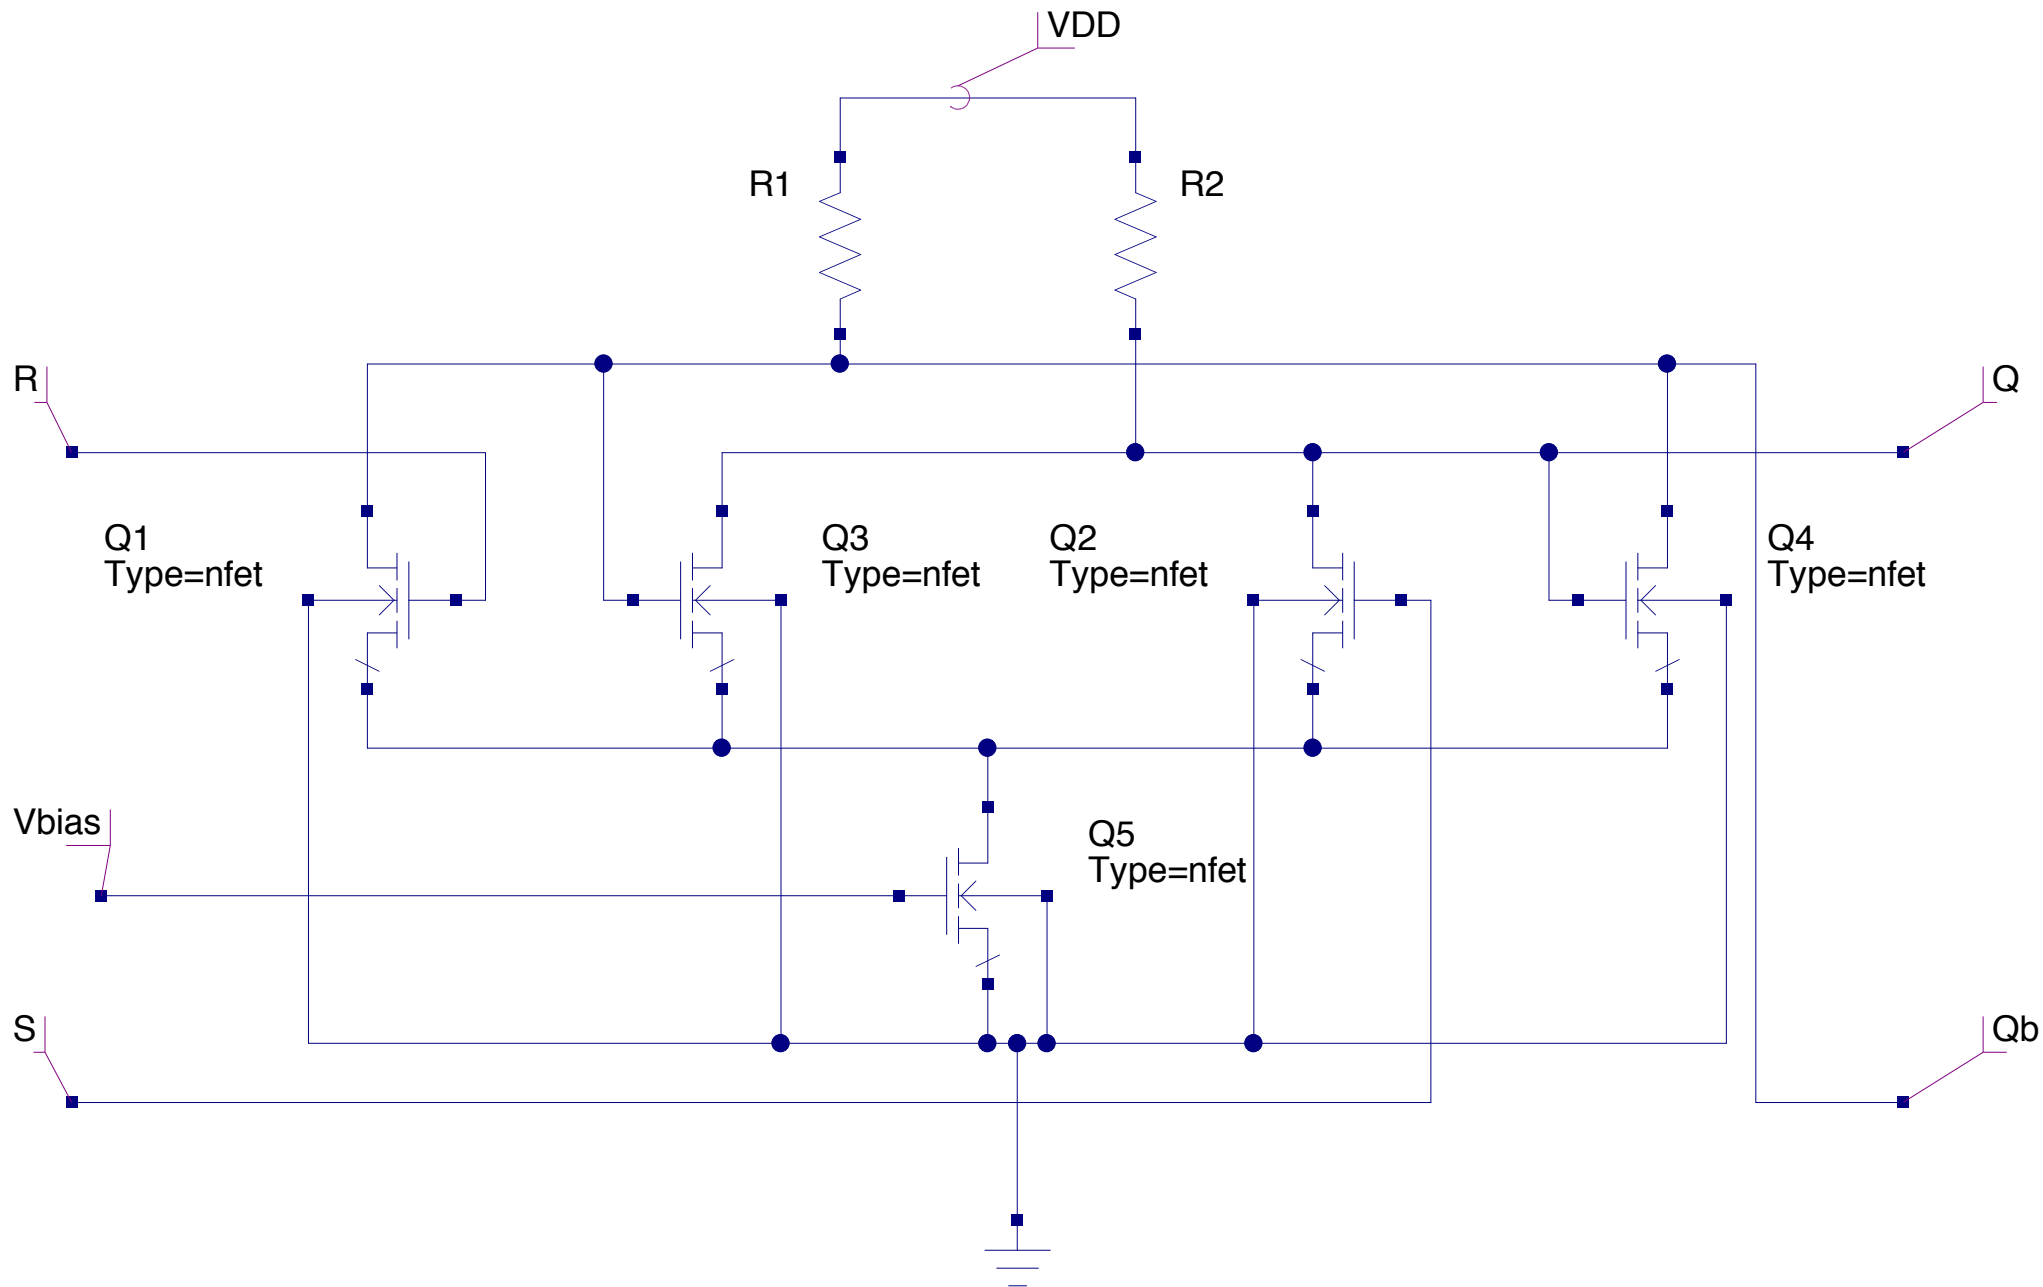 VDD
R1
R2
R
Q
Q1
Type=nfet
Q3
Type=nfet
Q2
Type=nfet
Q4
Type=nfet
Vbias
Q5
Type=nfet
S
Qb